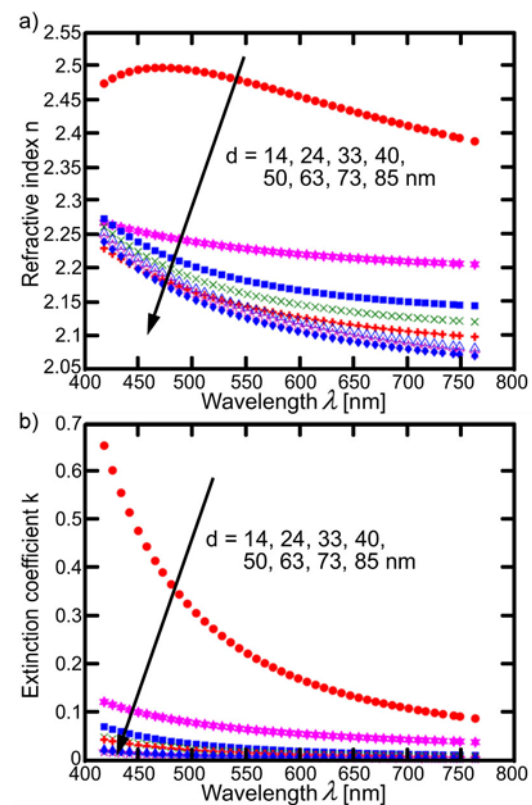 a)
2.55
2.5
2.45
2.4
2.35
2.3
2.25
2.2
2.15
2.1
2.05
Refractive index n
d = 14, 24, 33, 40,
50, 63, 73, 85 nm
400 450 500 550 600 650 700 750 800
Wavelength λ [nm]
b)
0.7
0.6
0.5
0.4
0.3
0.2
0.1
0
Extinction coefficient k
d = 14, 24, 33, 40,
50, 63, 73, 85 nm
400 450 500 550 600 650 700 750 800
Wavelength λ [nm]